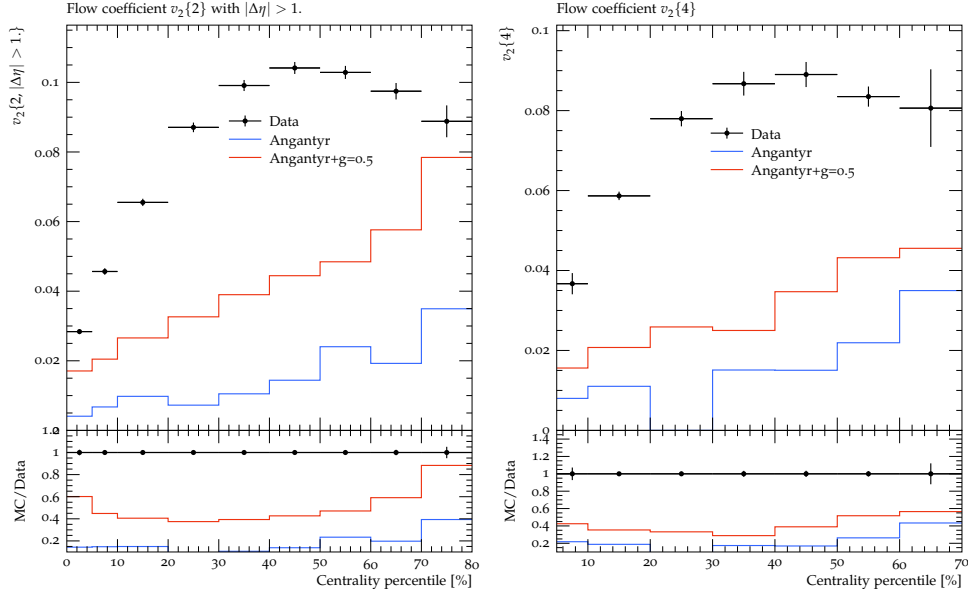 Flow coefficient v₂{2} with |Δη| > 1.
v₂{2, |Δη| > 1.}
0.1
0.08
0.06
0.04
0.02
Data
Angantyr
Angantyr+g=0.5
MC/Data
1.2
1
0.8
0.6
0.4
0.2
0 10 20 30 40 50 60 70 80
Centrality percentile [%]
Flow coefficient v₂{4}
v₂{4}
0.1
0.08
0.06
0.04
0.02
0
Data
Angantyr
Angantyr+g=0.5
MC/Data
1.4
1.2
1
0.8
0.6
0.4
0.2
10 20 30 40 50 60 70
Centrality percentile [%]